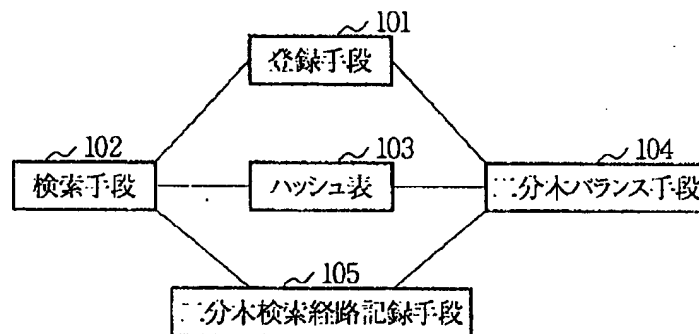 101
登録手段
102
検索手段
103
ハッシュ表
104
二分木バランス手段
105
二分木検索経路記録手段